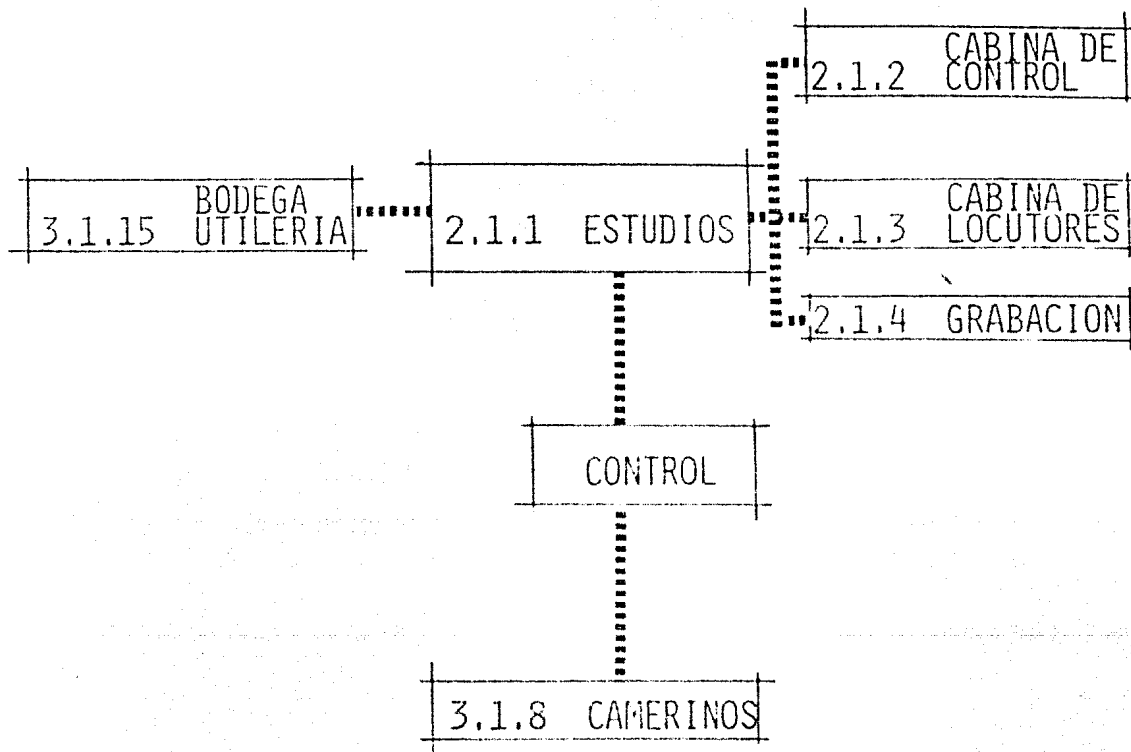 CABINA DE
2.1.2 CONTROL
BODEGA
3.1.15 UTILERIA
2.1.1 ESTUDIOS
CABINA DE
2.1.3 LOCUTORES
2.1.4 GRABACION
CONTROL
3.1.8 CAMERINOS